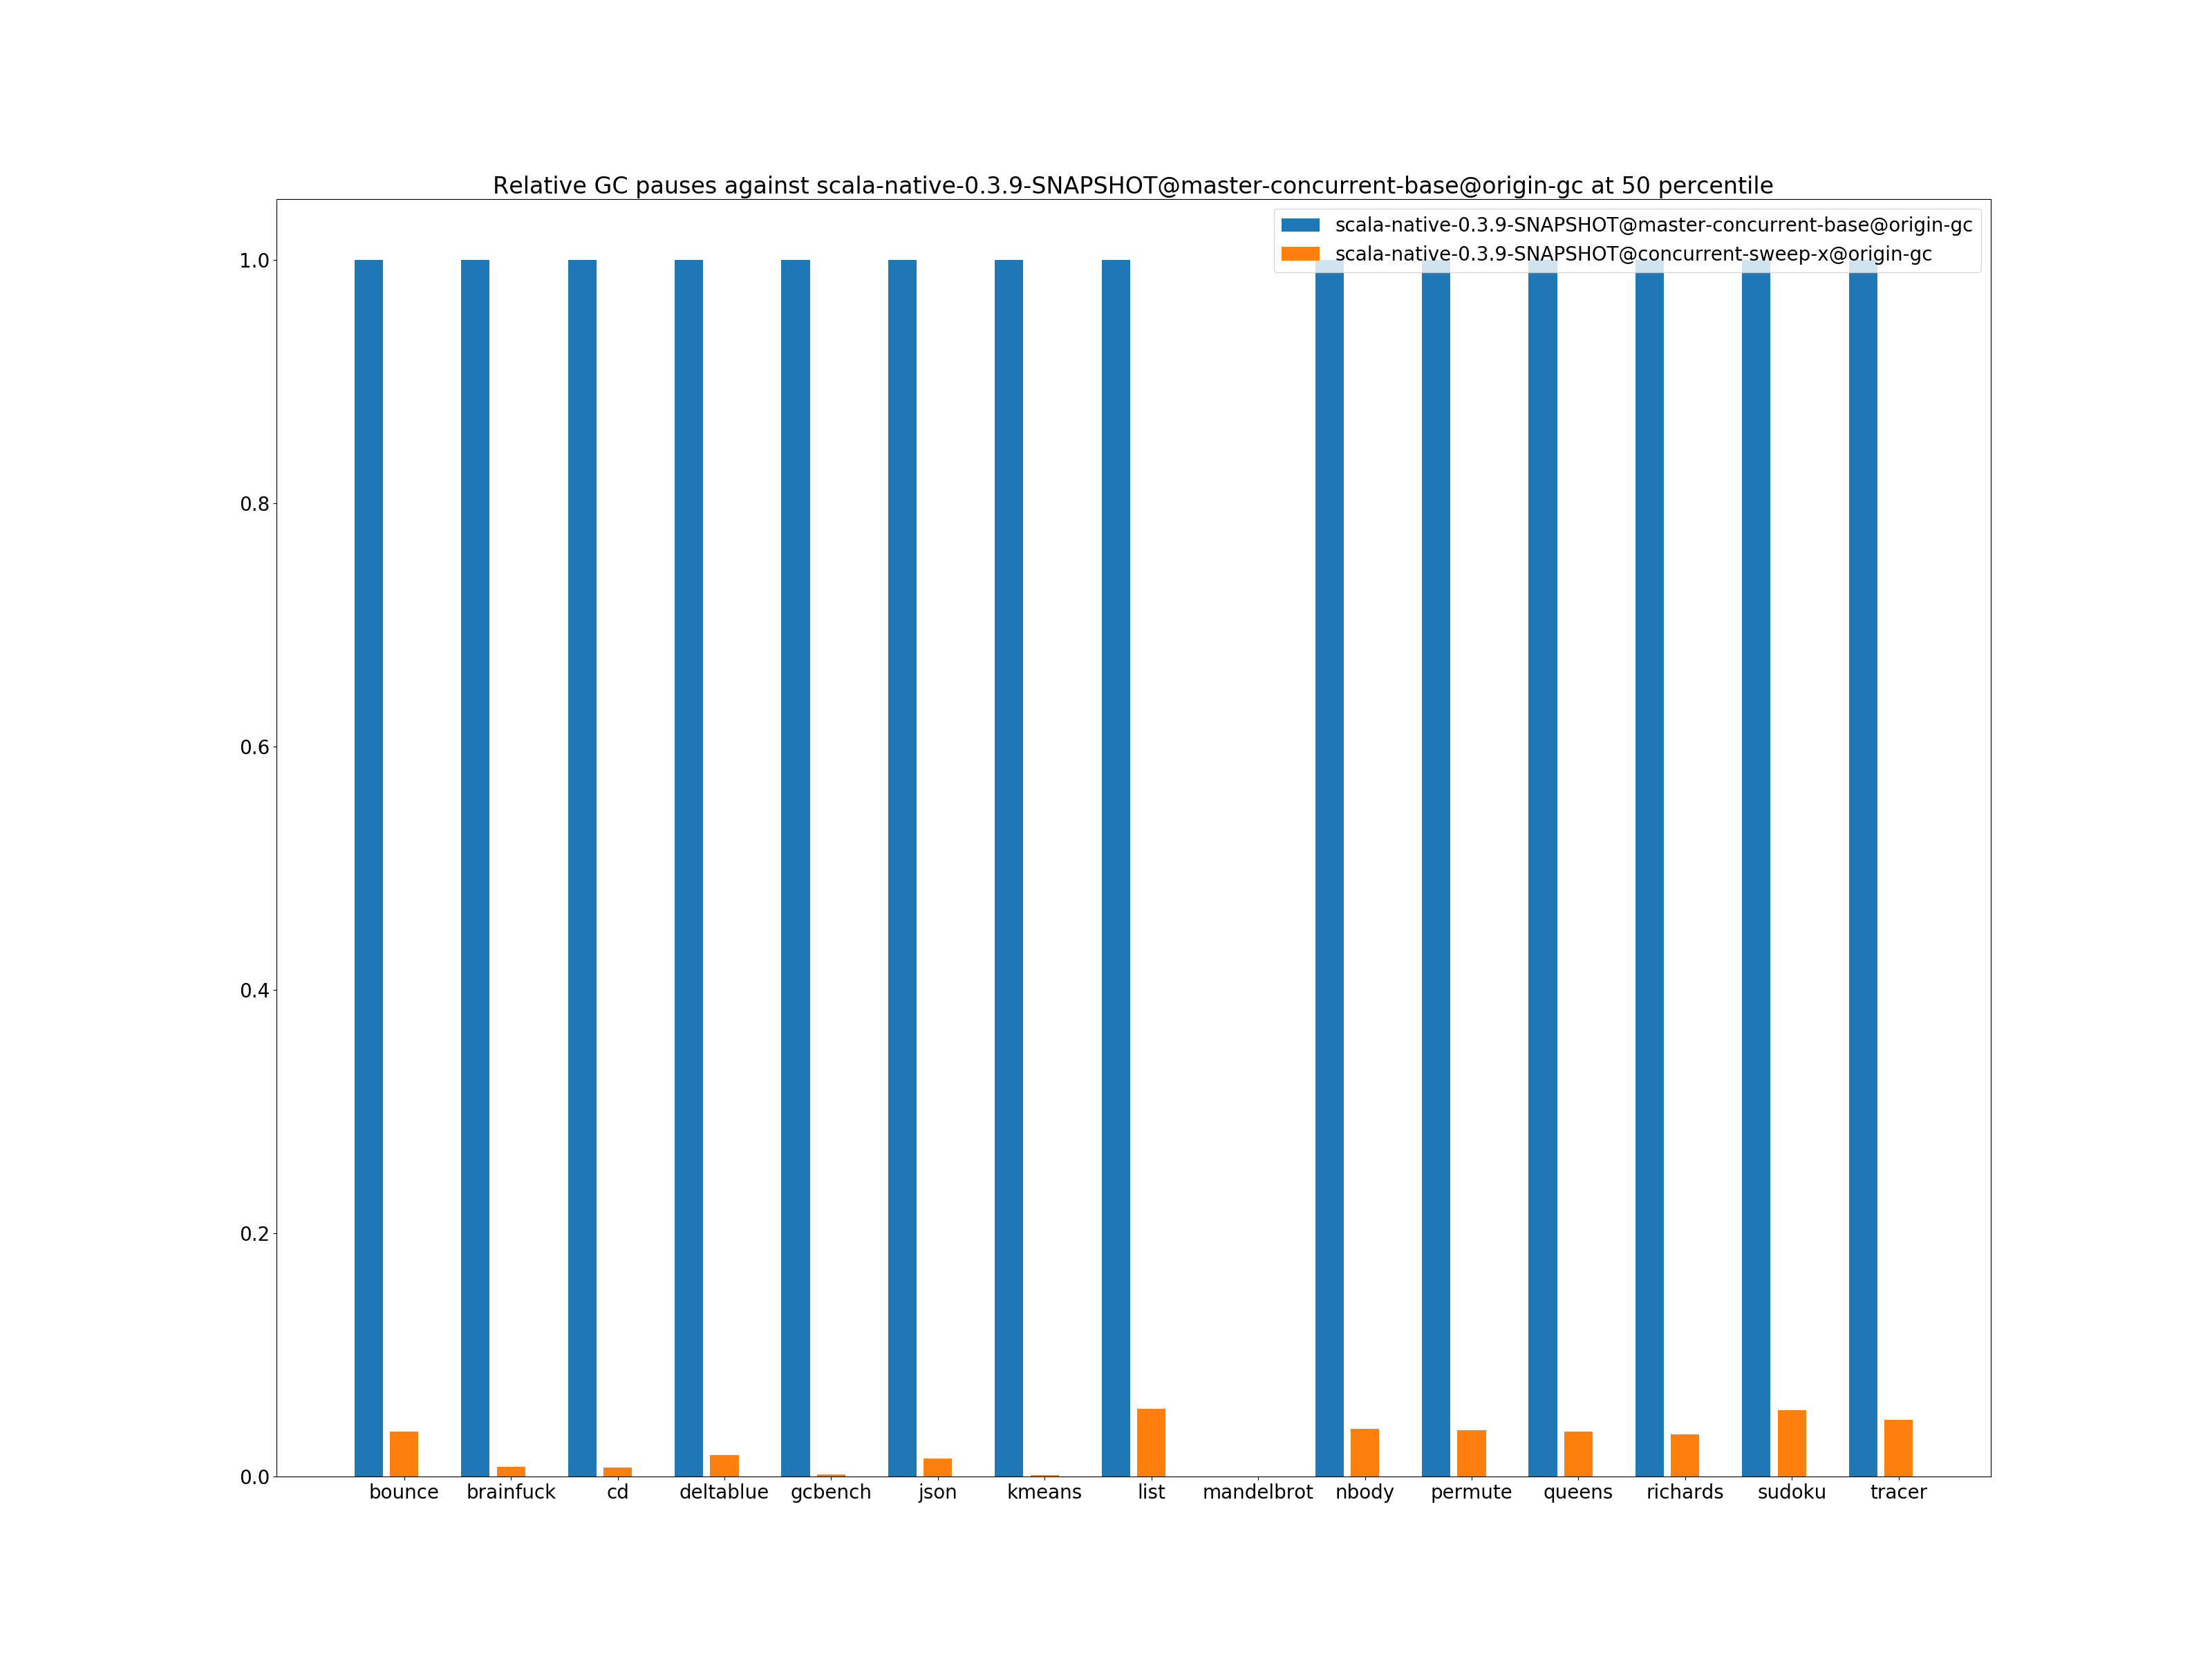 Relative GC pauses against scala-native-0.3.9-SNAPSHOT@master-concurrent-base@origin-gc at 50 percentile
scala-native-0.3.9-SNAPSHOT@master-concurrent-base@origin-gc
scala-native-0.3.9-SNAPSHOT@concurrent-sweep-x@origin-gc
1.0
0.8
0.6
0.4
0.2
0.0
bounce brainfuck cd deltablue gcbench json kmeans list mandelbrot nbody permute queens richards sudoku tracer